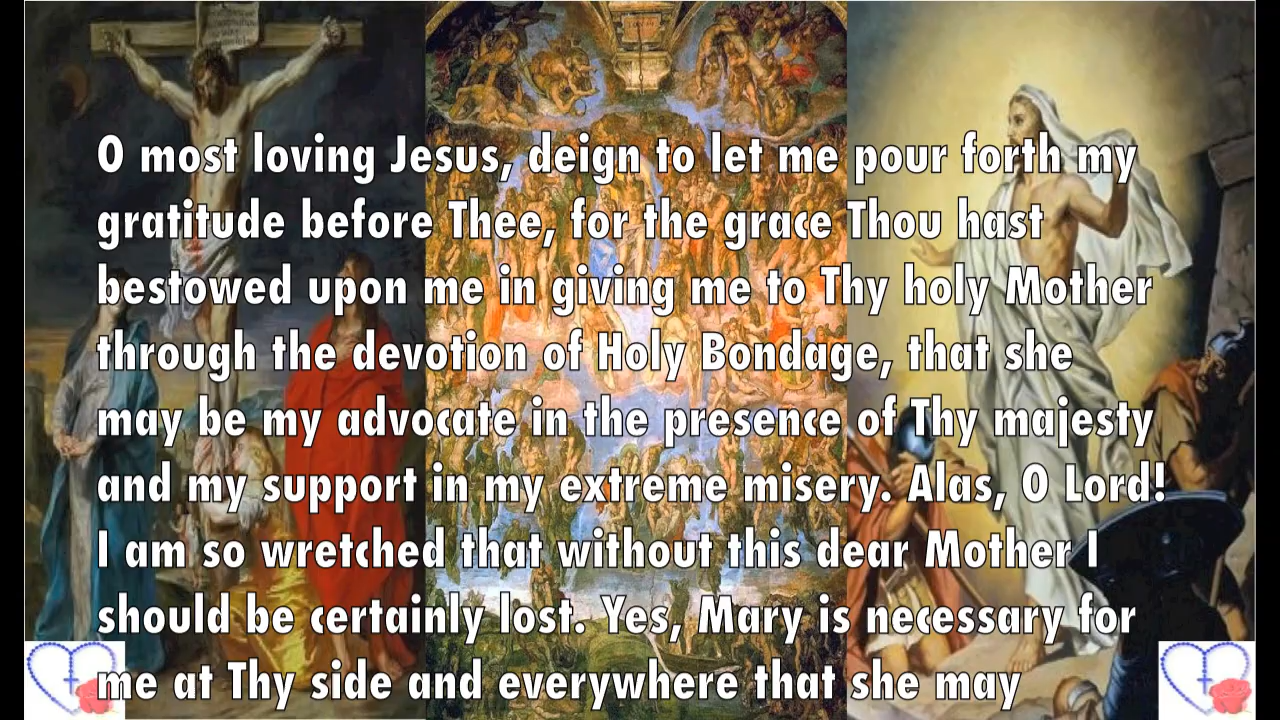 O most loving Jesus, deign to let me pour forth my
gratitude before Thee, for the grace Thou hast
bestowed upon me in giving me to Thy holy Mother
through the devotion of Holy Bondage, that she
may be my advocate in the presence of Thy majesty
and my support in my extreme misery. Alas, O Lord!
I am so wretched that without this dear Mother I
should be certainly lost. Yes, Mary is necessary for
me at Thy side and everywhere that she may